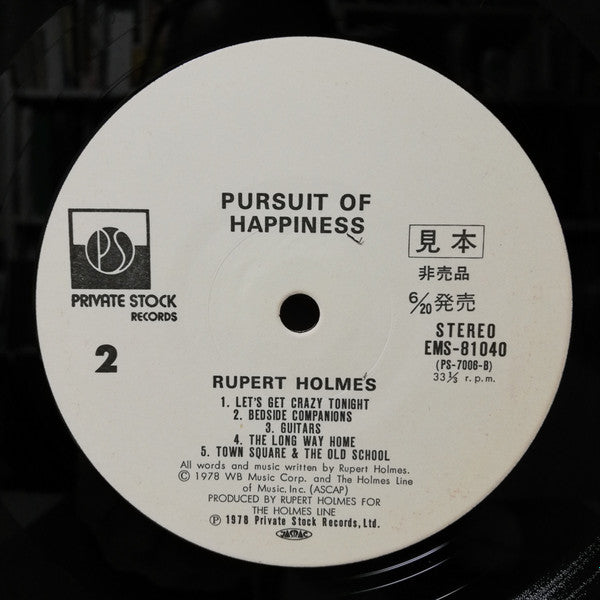 PURSUIT OF
HAPPINESS
PS
PRIVATE STOCK
RECORDS
2
見本
非売品
6/20発売
STEREO
EMS-81040
(PS-7006-B)
33⅓ r.p.m.
RUPERT HOLMES
1. LET'S GET CRAZY TONIGHT
2. BEDSIDE COMPANIONS
3. GUITARS
4. THE LONG WAY HOME
5. TOWN SQUARE & THE OLD SCHOOL
All words and music written by Rupert Holmes.
Ⓒ 1978 WB Music Corp. and The Holmes Line
of Music, Inc. (ASCAP)
PRODUCED BY RUPERT HOLMES FOR
THE HOLMES LINE
Ⓟ 1978 Private Stock Records, Ltd.
JASRAC